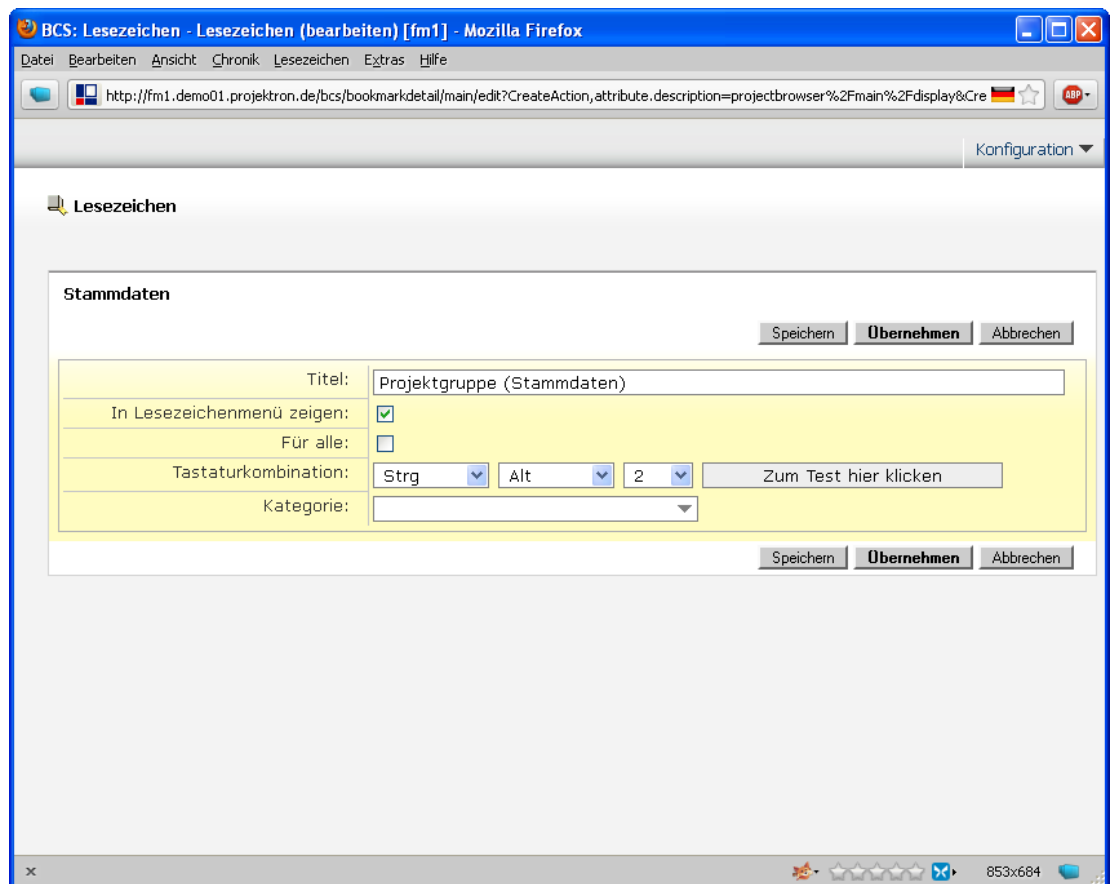 BCS: Lesezeichen - Lesezeichen (bearbeiten) [fm1] - Mozilla Firefox
Datei Bearbeiten Ansicht Chronik Lesezeichen Extras Hilfe
http://fm1.demo01.projektron.de/bcs/bookmarkdetail/main/edit?CreateAction,attribute.description=projectbrowser%2Fmain%2Fdisplay&Cre ABP
Konfiguration
Lesezeichen
Stammdaten
Speichern Übernehmen Abbrechen
Titel: Projektgruppe (Stammdaten)
In Lesezeichenmenü zeigen:
Für alle:
Tastaturkombination: Strg Alt 2 Zum Test hier klicken
Kategorie:
Speichern Übernehmen Abbrechen
x 853x684